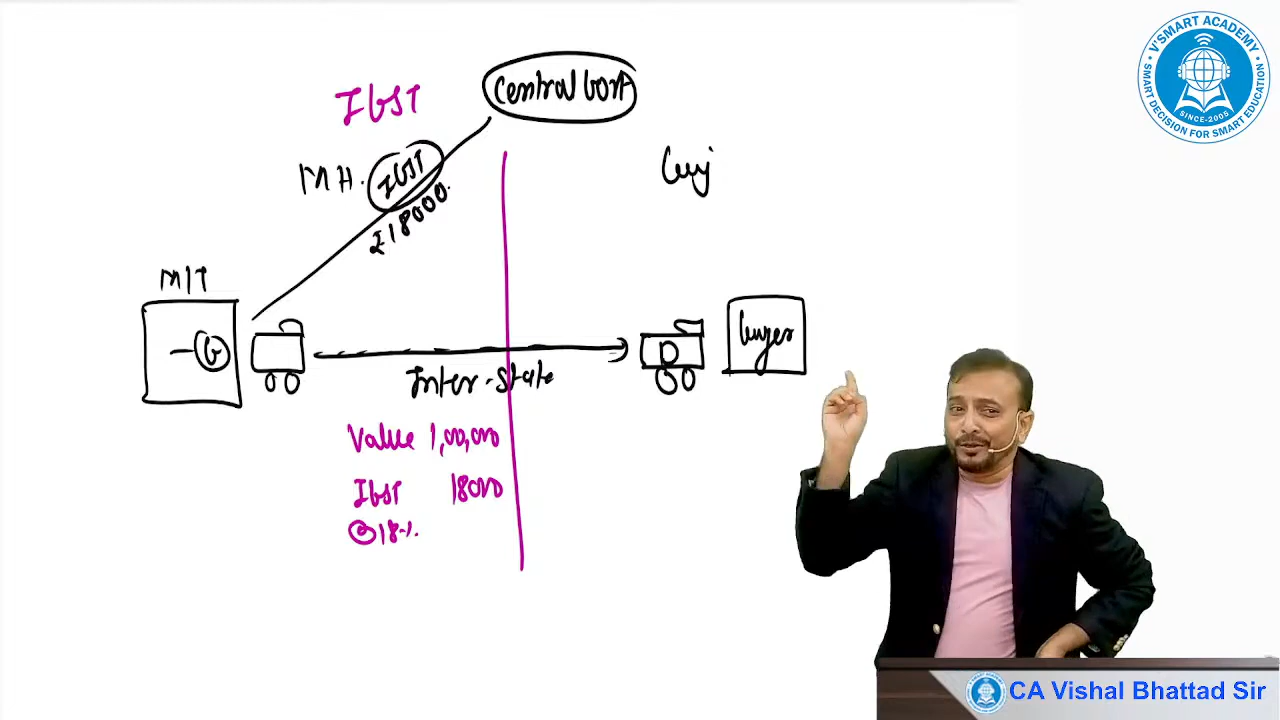 IGST
Central Govt
MH.
IGST
₹18000
Guj
M/T
G
Buyer
Inter-State
Value 1,00,000
IGST 18000
@18%
V'SMART ACADEMY
SMART DECISION FOR SMART EDUCATION
SINCE-2005
CA Vishal Bhattad Sir